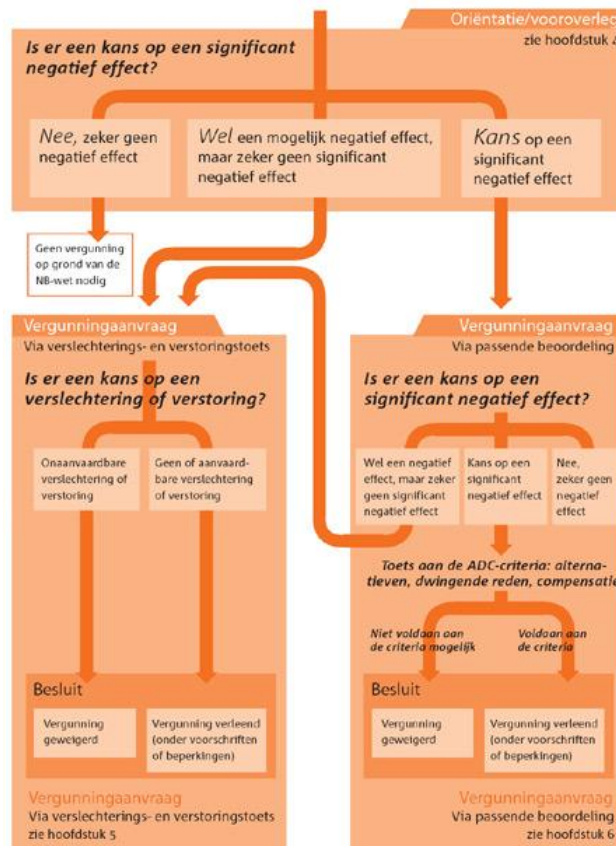 Oriëntatie/vooroverleg
zie hoofdstuk 4
Is er een kans op een significant
negatief effect?
Nee, zeker geen
negatief effect
Wel een mogelijk negatief effect,
maar zeker geen significant
negatief effect
Kans op een
significant
negatief effect
Geen vergunning
op grond van de
NB-wet nodig
Vergunningaanvraag
Via verslechterings- en verstoringstoets
Is er een kans op een
verslechtering of verstoring?
Onaanvaardbare
verslechtering of
verstoring
Geen of aanvaard-
bare verslechtering
of verstoring
Besluit
Vergunning
geweigerd
Vergunning verleend
(onder voorschriften
of beperkingen)
Vergunningaanvraag
Via verslechterings- en verstoringstoets
zie hoofdstuk 5
Vergunningaanvraag
Via passende beoordeling
Is er een kans op een
significant negatief effect?
Wel een negatief
effect, maar zeker
geen significant
negatief effect
Kans op een
significant
negatief effect
Nee,
zeker geen
negatief
effect
Toets aan de ADC-criteria: alterna-
tieven, dwingende reden, compensatie
Niet voldaan aan
de criteria mogelijk
Voldaan aan
de criteria
Besluit
Vergunning
geweigerd
Vergunning verleend
(onder voorschriften
of beperkingen)
Vergunningaanvraag
Via passende beoordeling
zie hoofdstuk 6